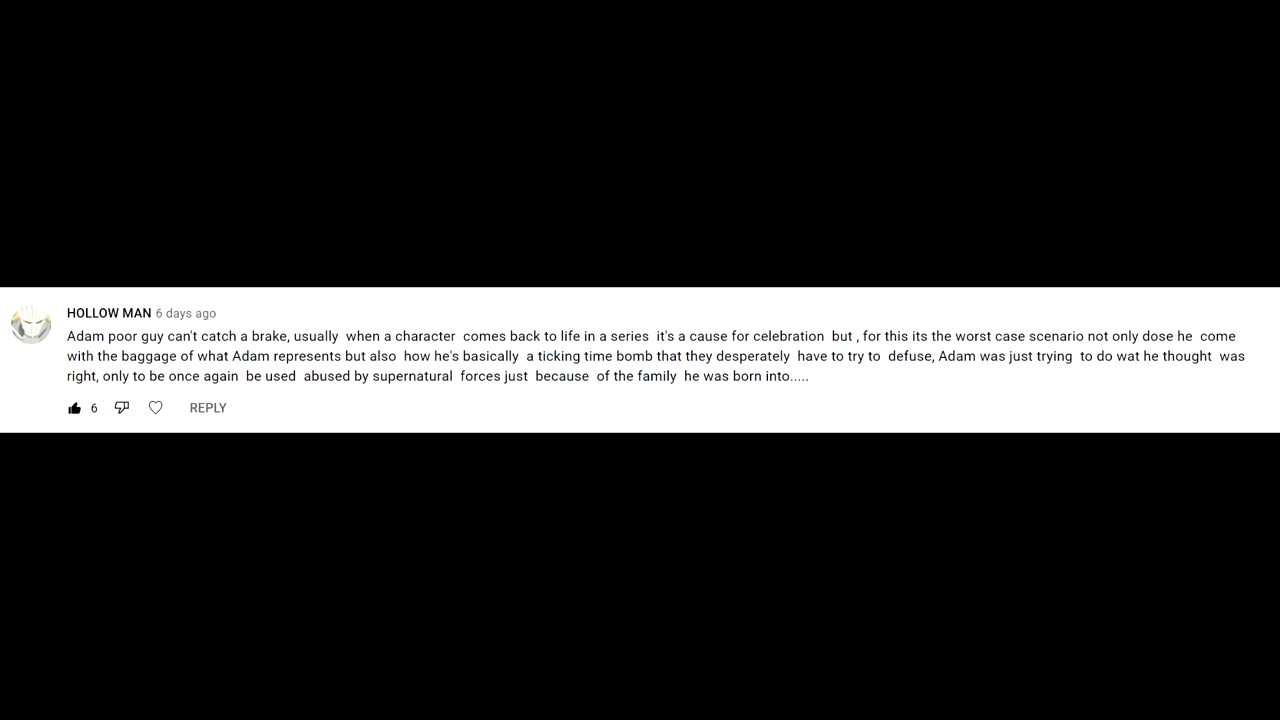 HOLLOW MAN 6 days ago
Adam poor guy can't catch a brake, usually when a character comes back to life in a series it's a cause for celebration but , for this its the worst case scenario not only dose he come
with the baggage of what Adam represents but also how he's basically a ticking time bomb that they desperately have to try to defuse, Adam was just trying to do wat he thought was
right, only to be once again be used abused by supernatural forces just because of the family he was born into.....
6 REPLY